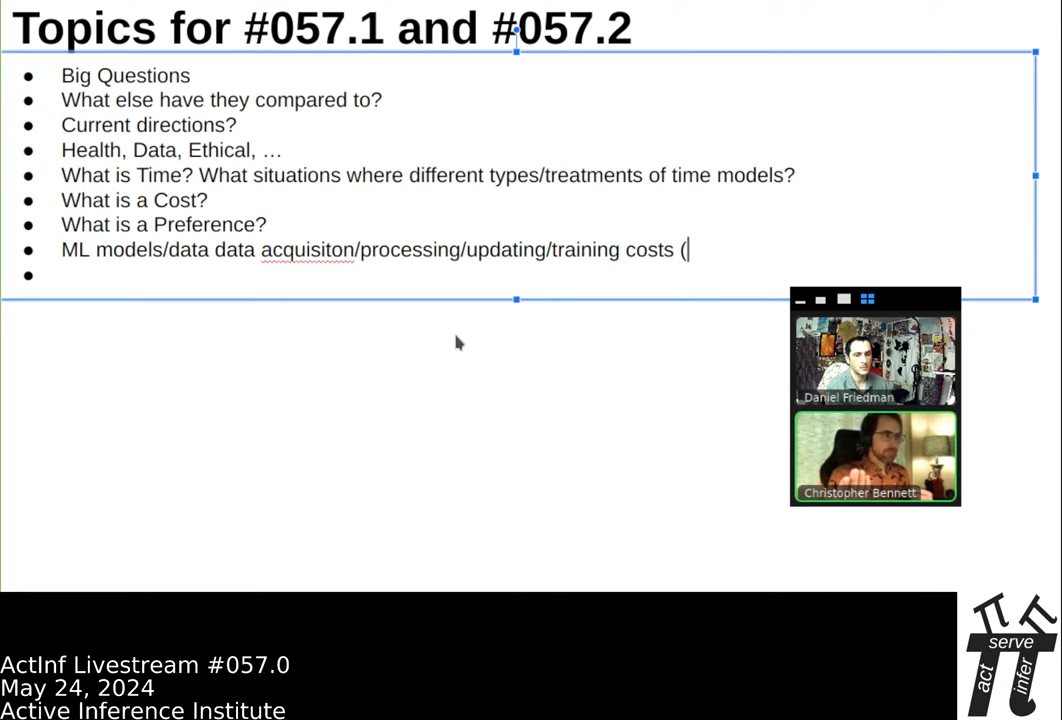 Topics for #057.1 and #057.2
● Big Questions
● What else have they compared to?
● Current directions?
● Health, Data, Ethical, …
● What is Time? What situations where different types/treatments of time models?
● What is a Cost?
● What is a Preference?
● ML models/data data acquisiton/processing/updating/training costs (
●
Daniel Friedman
Christopher Bennett
ActInf Livestream #057.0
May 24, 2024
Active Inference Institute
serve
act
infer